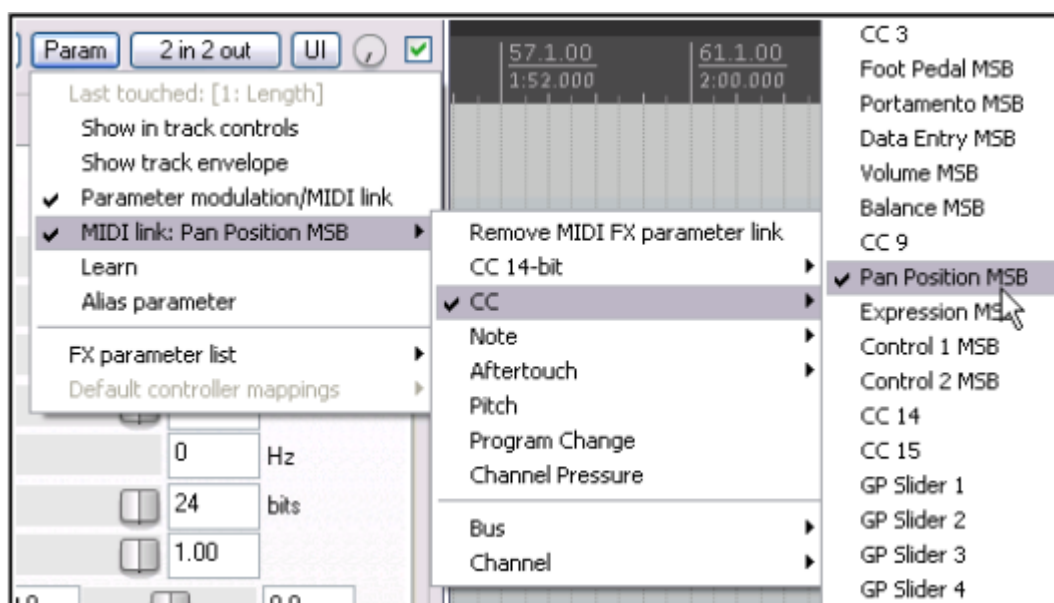 Param 2 in 2 out UI
Last touched: [1: Length]
Show in track controls
Show track envelope
Parameter modulation/MIDI link
MIDI link: Pan Position MSB
Learn
Alias parameter
FX parameter list
Default controller mappings
0 Hz
24 bits
1.00
57.1.00
1:52.000
61.1.00
2:00.000
Remove MIDI FX parameter link
CC 14-bit
CC
Note
Aftertouch
Pitch
Program Change
Channel Pressure
Bus
Channel
CC 3
Foot Pedal MSB
Portamento MSB
Data Entry MSB
Volume MSB
Balance MSB
CC 9
Pan Position MSB
Expression MSB
Control 1 MSB
Control 2 MSB
CC 14
CC 15
GP Slider 1
GP Slider 2
GP Slider 3
GP Slider 4